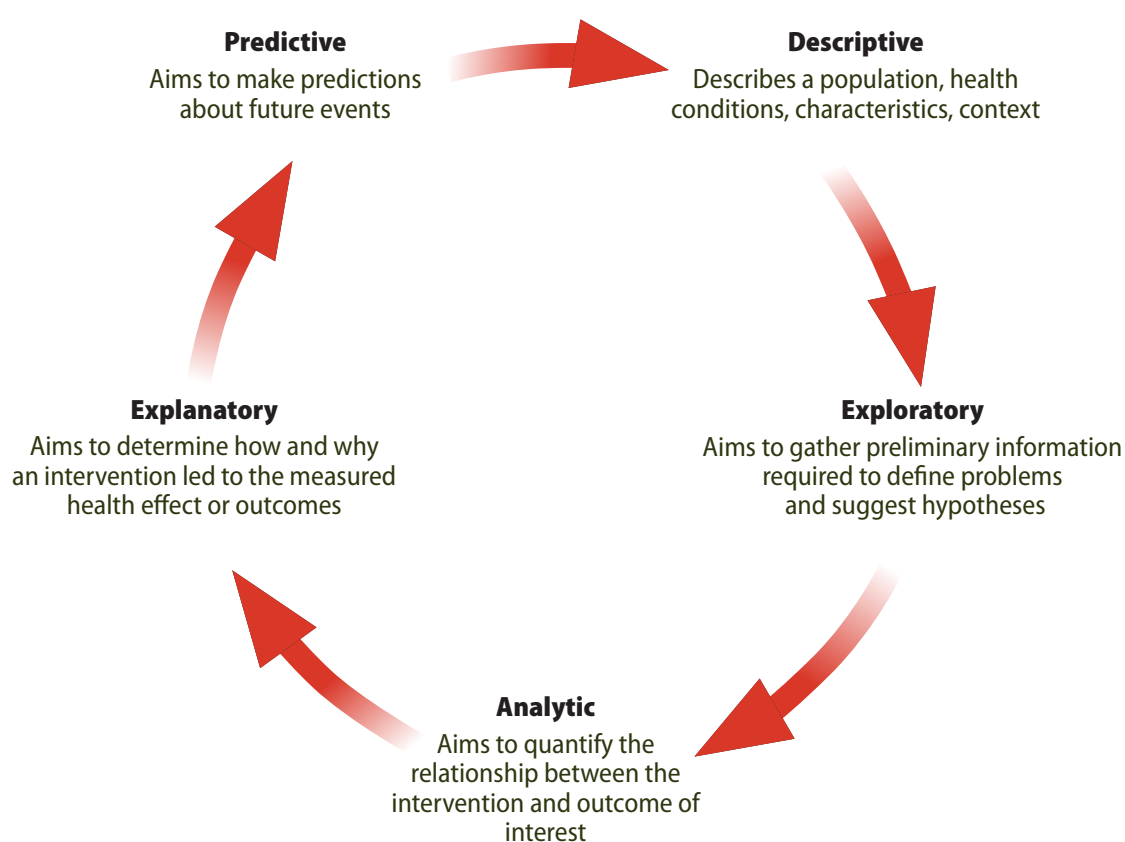 Predictive
Aims to make predictions
about future events
Descriptive
Describes a population, health
conditions, characteristics, context
Exploratory
Aims to gather preliminary information
required to define problems
and suggest hypotheses
Analytic
Aims to quantify the
relationship between the
intervention and outcome of
interest
Explanatory
Aims to determine how and why
an intervention led to the measured
health effect or outcomes